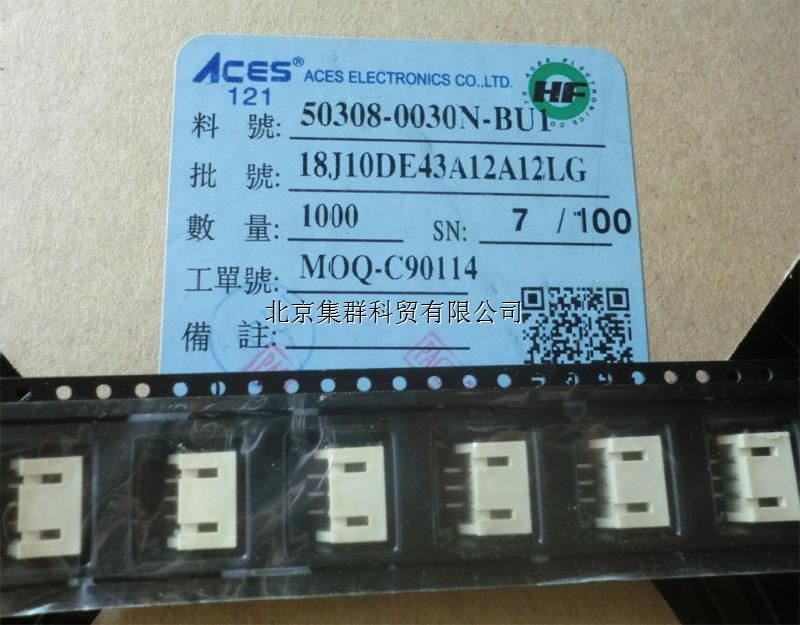 ACES® ACES ELECTRONICS CO.,LTD.
HF
121
料 號: 50308-0030N-BU1
批 號: 18J10DE43A12A12LG
數 量: 1000 SN: 7 / 100
工單號: MOQ-C90114
北京集群科贸有限公司
備 註: